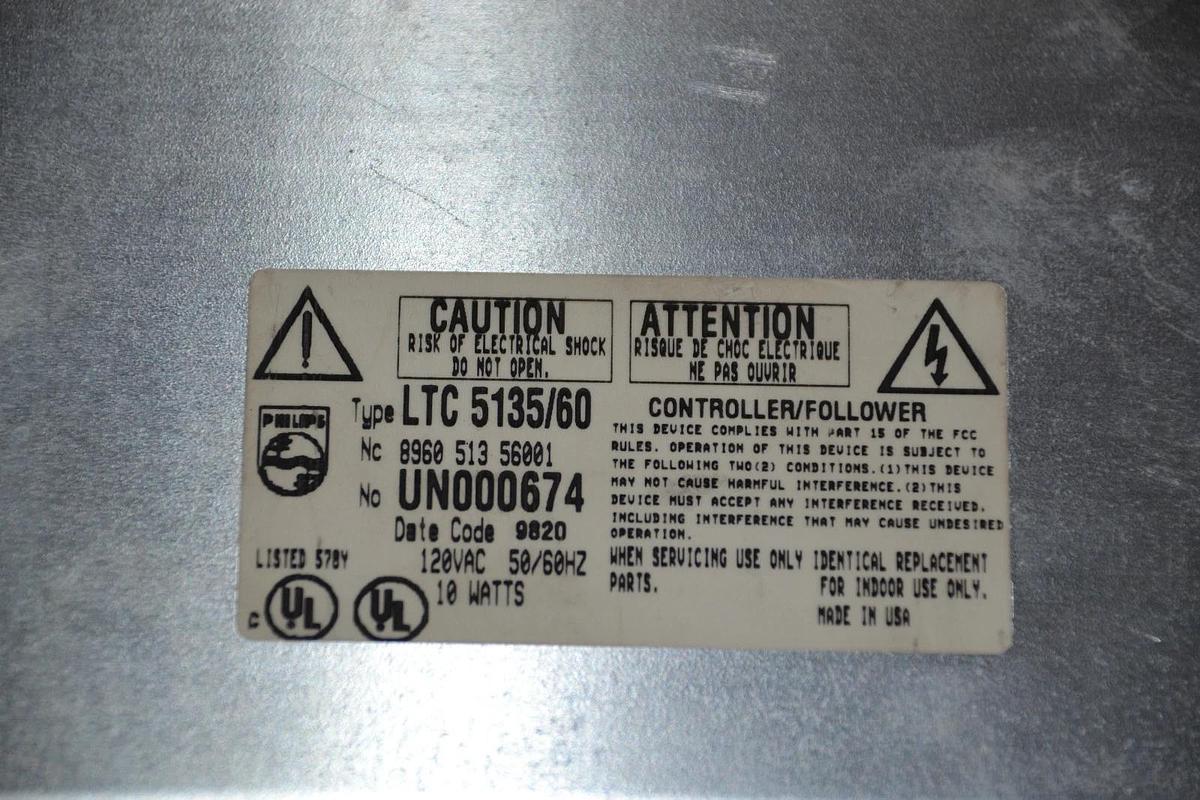 CAUTION
RISK OF ELECTRICAL SHOCK
DO NOT OPEN.
ATTENTION
RISQUE DE CHOC ELECTRIQUE
NE PAS OUVRIR
PHILIPS
Type LTC 5135/60
Nc 8960 513 56001
No UN000674
Date Code 9820
LISTED 578Y
120VAC 50/60HZ
10 WATTS
C UL UL
CONTROLLER/FOLLOWER
THIS DEVICE COMPLIES WITH PART 15 OF THE FCC
RULES. OPERATION OF THIS DEVICE IS SUBJECT TO
THE FOLLOWING TWO(2) CONDITIONS.(1)THIS DEVICE
MAY NOT CAUSE HARMFUL INTERFERENCE.(2)THIS
DEVICE MUST ACCEPT ANY INTERFERENCE RECEIVED,
INCLUDING INTERFERENCE THAT MAY CAUSE UNDESIRED
OPERATION.
WHEN SERVICING USE ONLY IDENTICAL REPLACEMENT
PARTS.
FOR INDOOR USE ONLY.
MADE IN USA